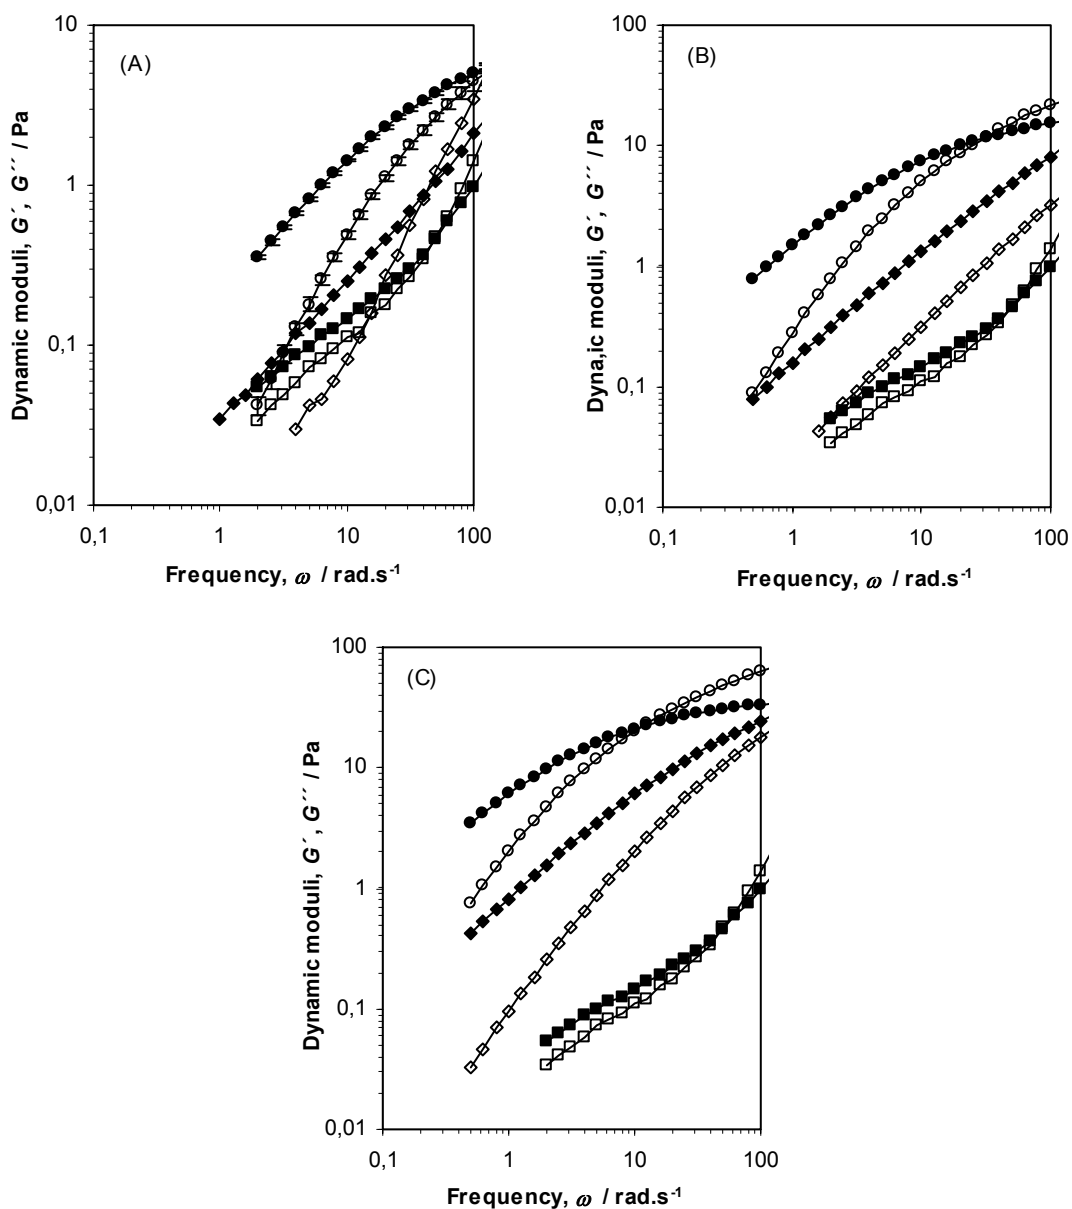 (A)
Dynamic moduli, G´, G´´ / Pa
10
1
0,1
0,01
0,1
1
10
100
Frequency, ω / rad.s-1
(B)
Dyna,ic moduli, G´, G´´ / Pa
100
10
1
0,1
0,01
0,1
1
10
100
Frequency, ω / rad.s-1
(C)
Dynamic moduli, G´, G´´ / Pa
100
10
1
0,1
0,01
0,1
1
10
100
Frequency, ω / rad.s-1